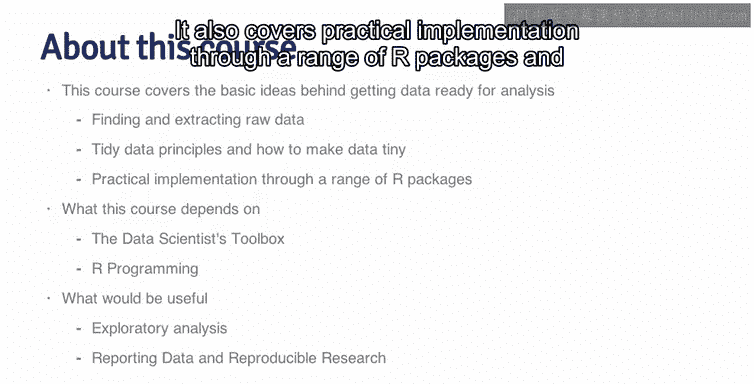 It also covers practical implementation
through a range of R packages and
About this course
· This course covers the basic ideas behind getting data ready for analysis
- Finding and extracting raw data
- Tidy data principles and how to make data tiny
- Practical implementation through a range of R packages
· What this course depends on
- The Data Scientist's Toolbox
- R Programming
· What would be useful
- Exploratory analysis
- Reporting Data and Reproducible Research